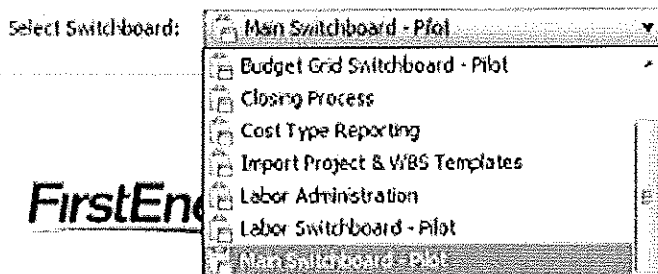 Select Switchboard: Main Switchboard - Pilot
Budget Grid Switchboard - Pilot
Closing Process
Cost Type Reporting
Import Project & WBS Templates
Labor Administration
FirstEne
Labor Switchboard - Pilot
Main Switchboard - Pilot